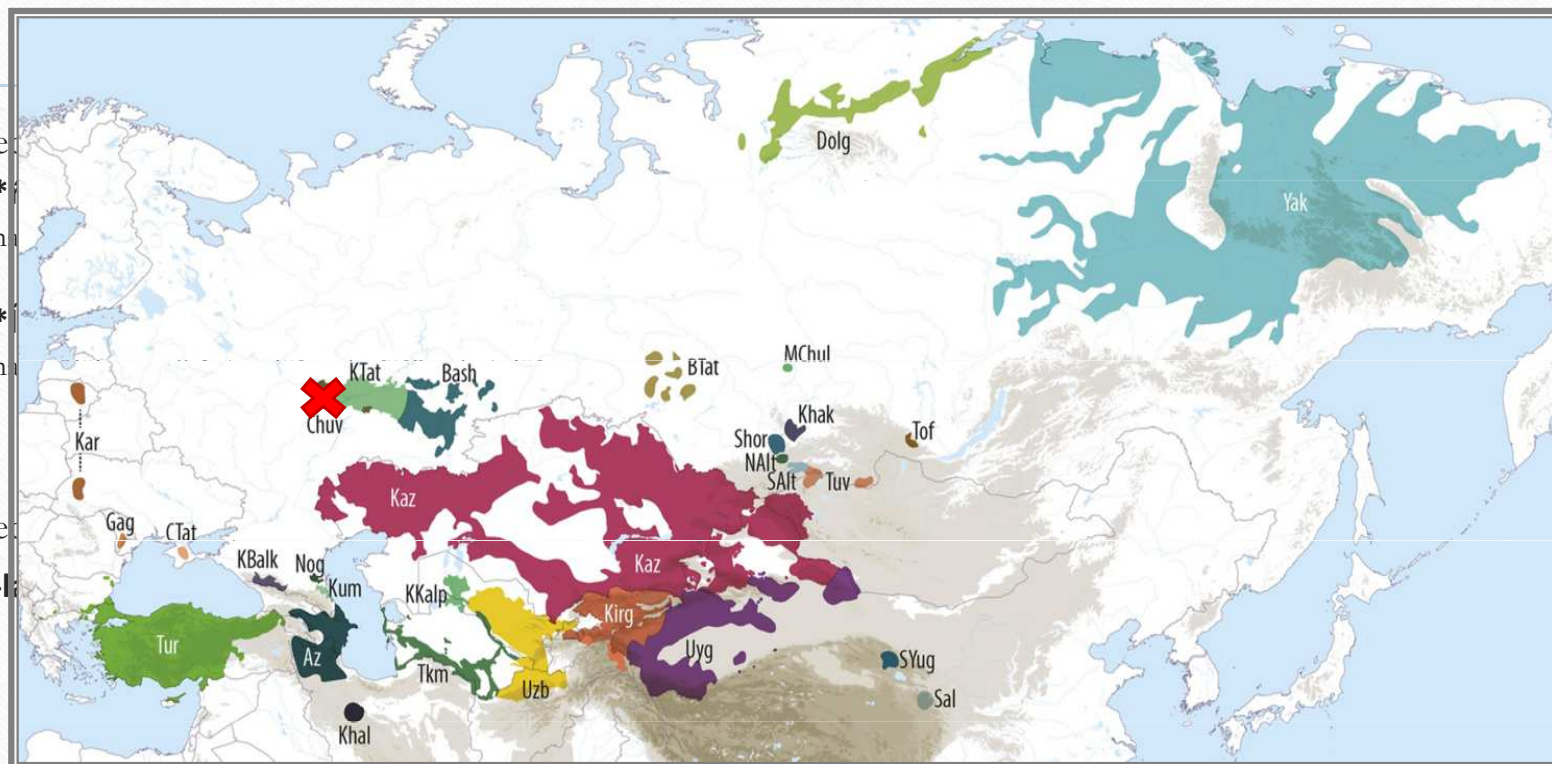 Dolg
Yak
MChul
KTat
Bash
BTat
Chuv
Khak
Kar
Shor
Tof
NAlt
SAlt
Tuv
Kaz
Gag
CTat
KBalk
Nog
Kaz
Kum
KKalp
Kirg
Tur
Az
Uyg
SYug
Tkm
Uzb
Sal
Khal